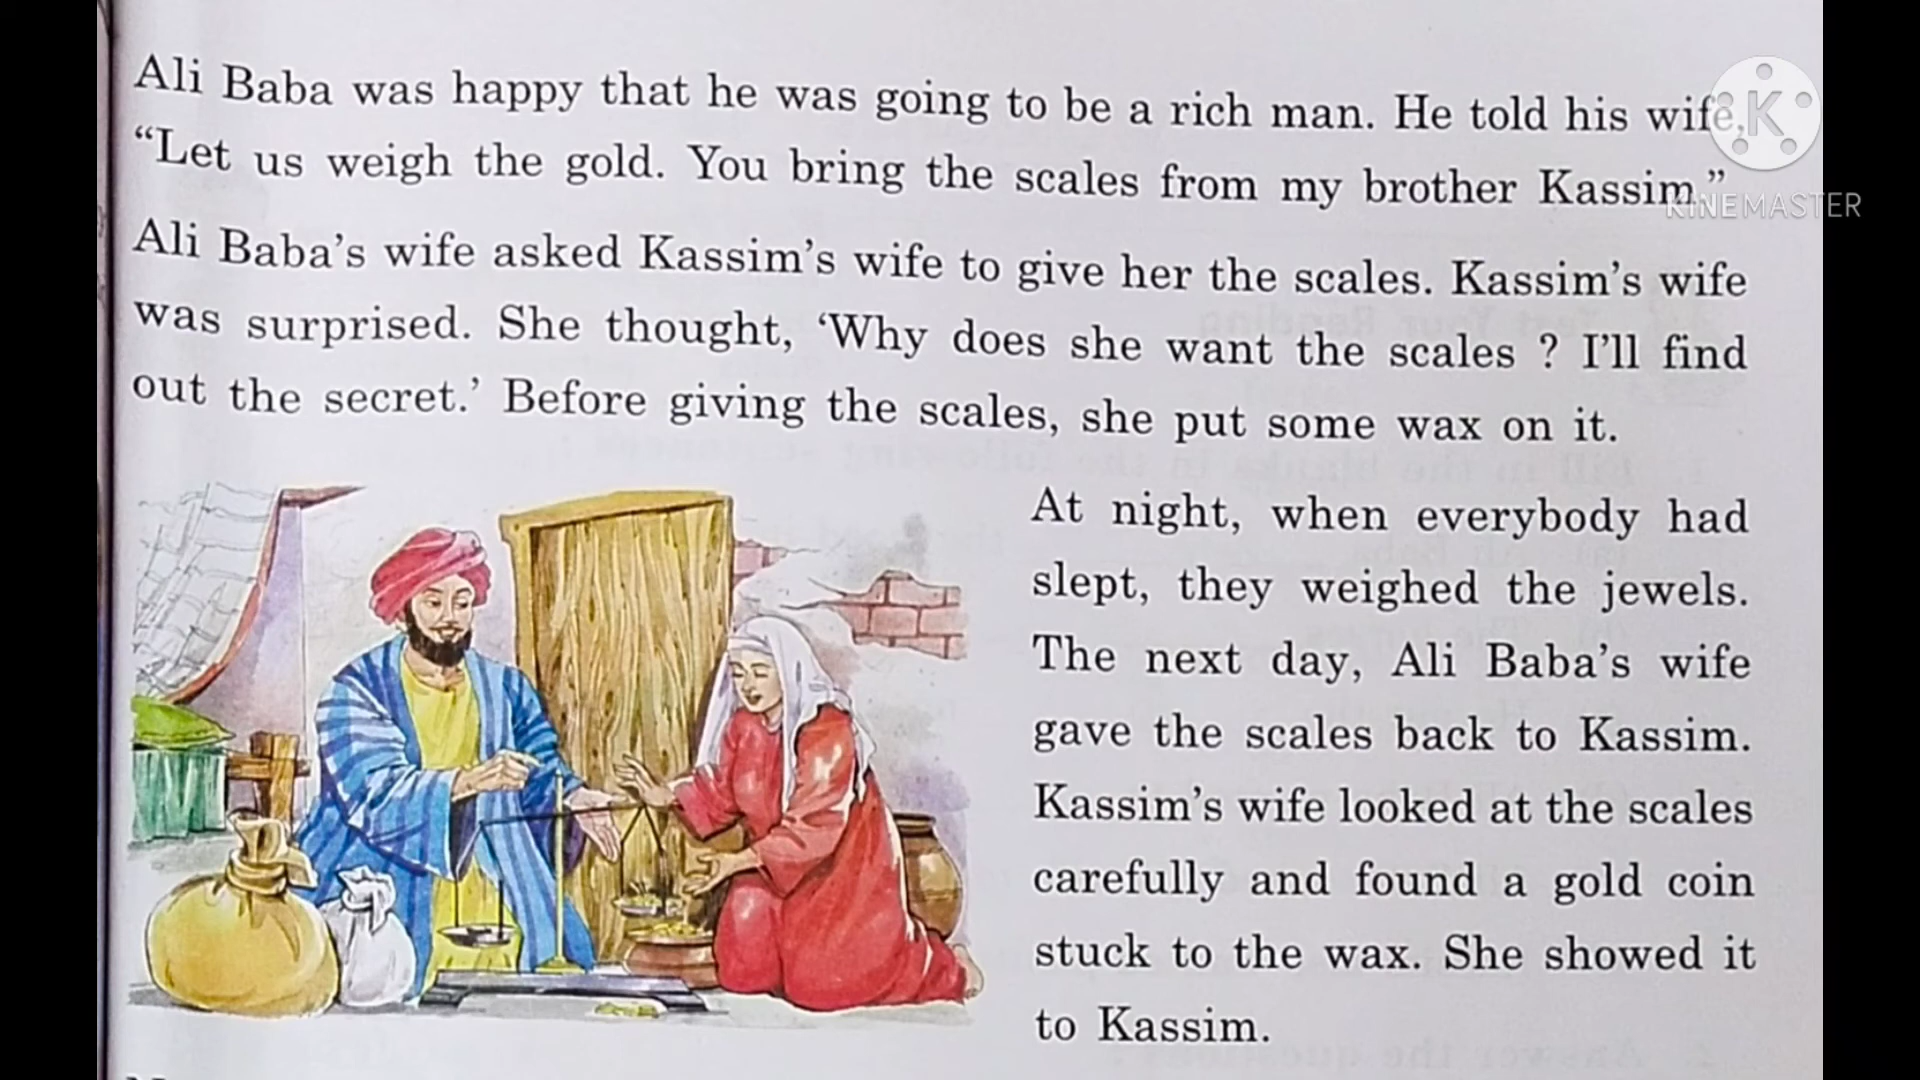 Ali Baba was happy that he was going to be a rich man. He told his wife,
“Let us weigh the gold. You bring the scales from my brother Kassim.”
Ali Baba’s wife asked Kassim’s wife to give her the scales. Kassim’s wife
was surprised. She thought, ‘Why does she want the scales ? I’ll find
out the secret.’ Before giving the scales, she put some wax on it.
At night, when everybody had
slept, they weighed the jewels.
The next day, Ali Baba’s wife
gave the scales back to Kassim.
Kassim’s wife looked at the scales
carefully and found a gold coin
stuck to the wax. She showed it
to Kassim.
K
KINEMASTER